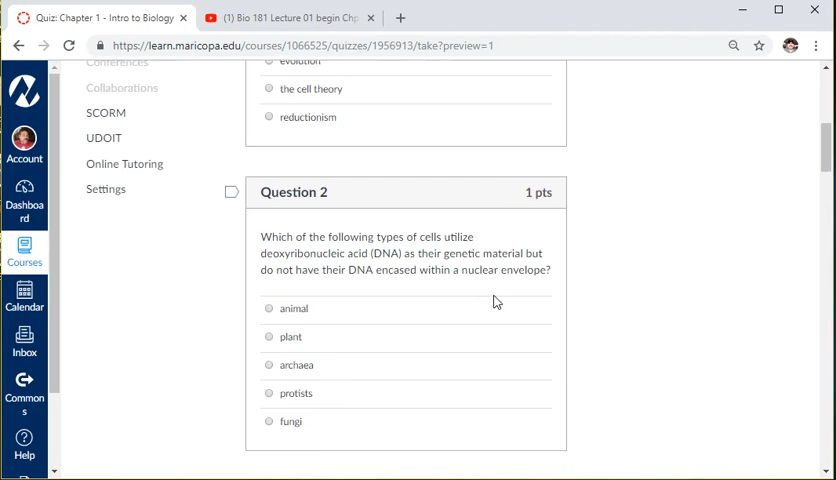 Quiz: Chapter 1 - Intro to Biology
(1) Bio 181 Lecture 01 begin Chp
https://learn.maricopa.edu/courses/1066525/quizzes/1956913/take?preview=1
Account
Dashboa
rd
Courses
Calendar
Inbox
Common
s
Help
Conferences
Collaborations
SCORM
UDOIT
Online Tutoring
Settings
evolution
the cell theory
reductionism
Question 2
1 pts
Which of the following types of cells utilize
deoxyribonucleic acid (DNA) as their genetic material but
do not have their DNA encased within a nuclear envelope?
animal
plant
archaea
protists
fungi